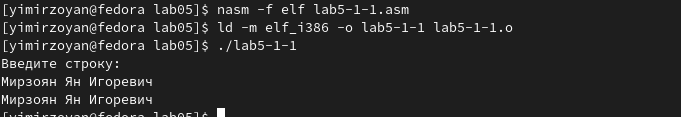 [yimirzoyan@fedora lab05]$ nasm -f elf lab5-1-1.asm
[yimirzoyan@fedora lab05]$ ld -m elf_i386 -o lab5-1-1 lab5-1-1.o
[yimirzoyan@fedora lab05]$ ./lab5-1-1
Введите строку:
Мирзоян Ян Игоревич
Мирзоян Ян Игоревич
[yimirzoyan@fedora lab05]$